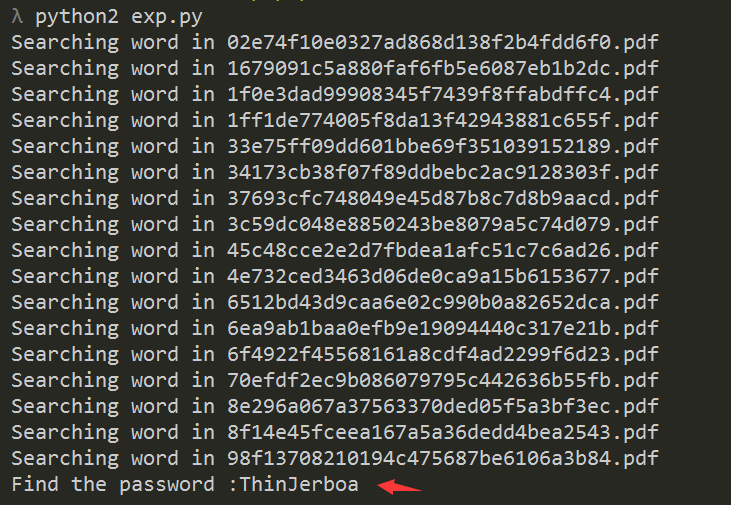 λ python2 exp.py
Searching word in 02e74f10e0327ad868d138f2b4fdd6f0.pdf
Searching word in 1679091c5a880faf6fb5e6087eb1b2dc.pdf
Searching word in 1f0e3dad99908345f7439f8ffabdffc4.pdf
Searching word in 1ff1de774005f8da13f42943881c655f.pdf
Searching word in 33e75ff09dd601bbe69f351039152189.pdf
Searching word in 34173cb38f07f89ddbebc2ac9128303f.pdf
Searching word in 37693cfc748049e45d87b8c7d8b9aacd.pdf
Searching word in 3c59dc048e8850243be8079a5c74d079.pdf
Searching word in 45c48cce2e2d7fbdea1afc51c7c6ad26.pdf
Searching word in 4e732ced3463d06de0ca9a15b6153677.pdf
Searching word in 6512bd43d9caa6e02c990b0a82652dca.pdf
Searching word in 6ea9ab1baa0efb9e19094440c317e21b.pdf
Searching word in 6f4922f45568161a8cdf4ad2299f6d23.pdf
Searching word in 70efdf2ec9b086079795c442636b55fb.pdf
Searching word in 8e296a067a37563370ded05f5a3bf3ec.pdf
Searching word in 8f14e45fceea167a5a36dedd4bea2543.pdf
Searching word in 98f13708210194c475687be6106a3b84.pdf
Find the password :ThinJerboa